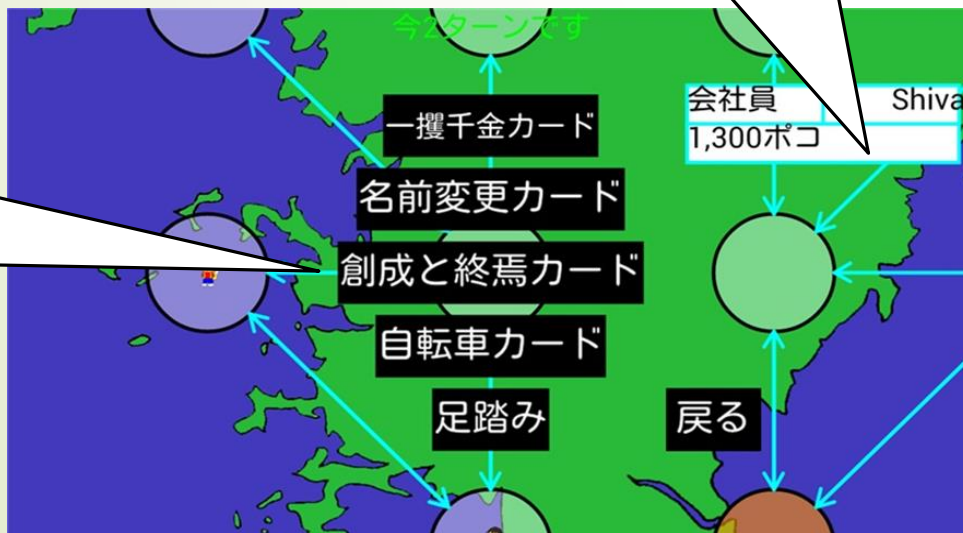 今2ターンです
会社員 Shiva
1,300ポコ
一攫千金カード
名前変更カード
創成と終焉カード
自転車カード
足踏み
戻る